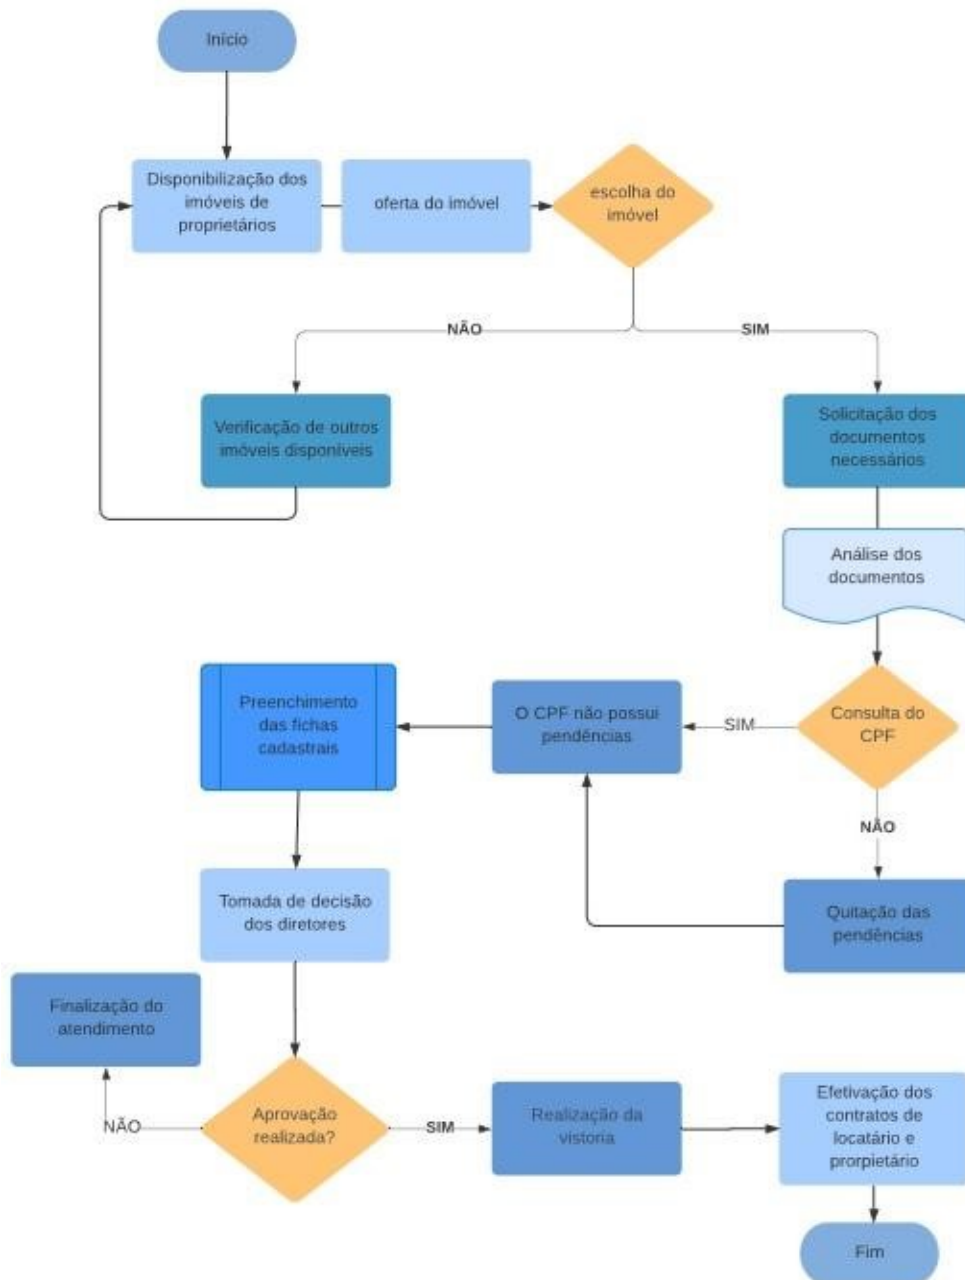 Início
Disponibilização dos
imóveis de
proprietários
oferta do imóvel
escolha do
imóvel
NÃO
SIM
Verificação de outros
imóveis disponíveis
Solicitação dos
documentos
necessários
Análise dos
documentos
Consulta do
CPF
SIM
O CPF não possui
pendências
Preenchimento
das fichas
cadastrais
NÃO
Quitação das
pendências
Tomada de decisão
dos diretores
Finalização do
atendimento
NÃO
Aprovação
realizada?
SIM
Realização da
vistoria
Efetivação dos
contratos de
locatário e
prorpietário
Fim